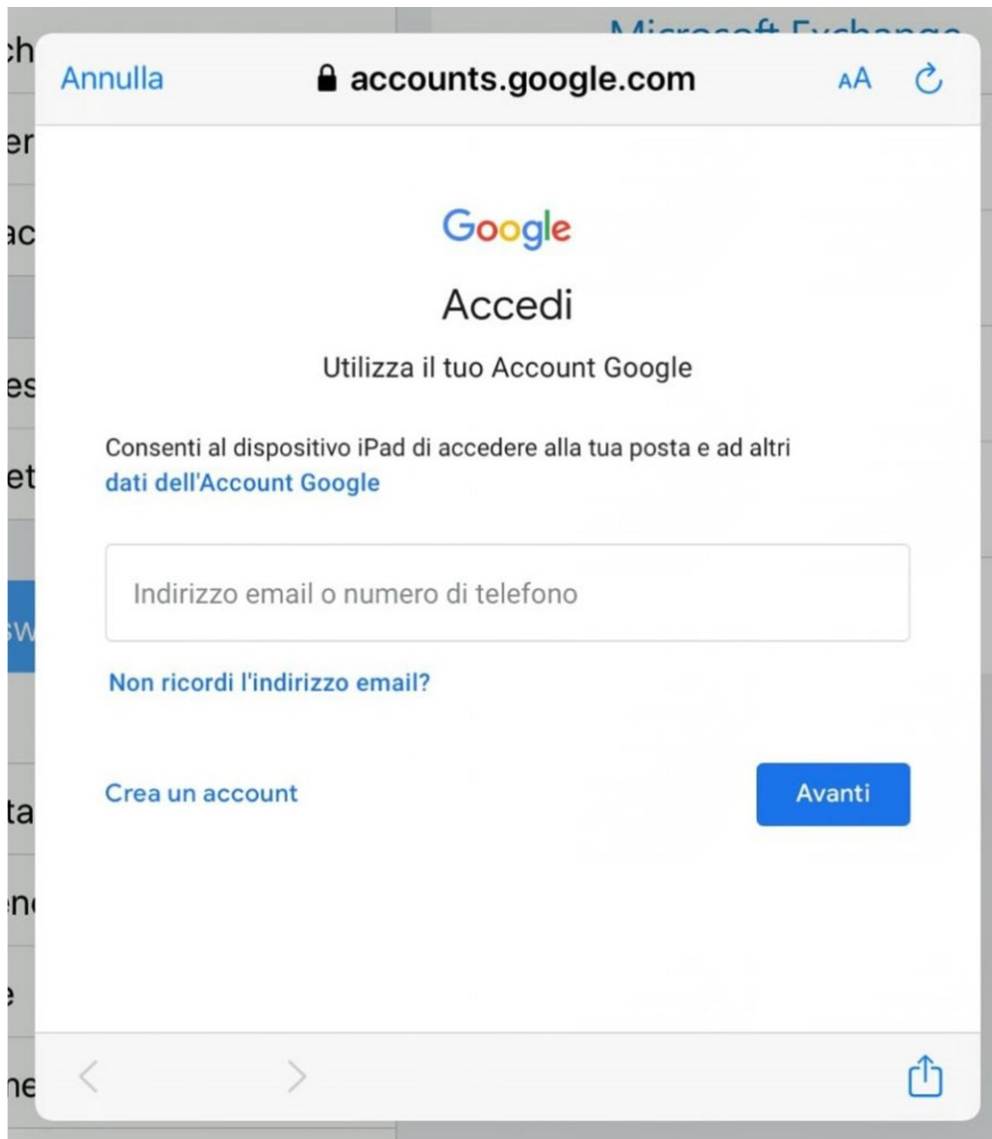 Microsoft Exchange
Annulla
accounts.google.com
AA
Google
Accedi
Utilizza il tuo Account Google
Consenti al dispositivo iPad di accedere alla tua posta e ad altri
dati dell'Account Google
Indirizzo email o numero di telefono
Non ricordi l'indirizzo email?
Crea un account
Avanti